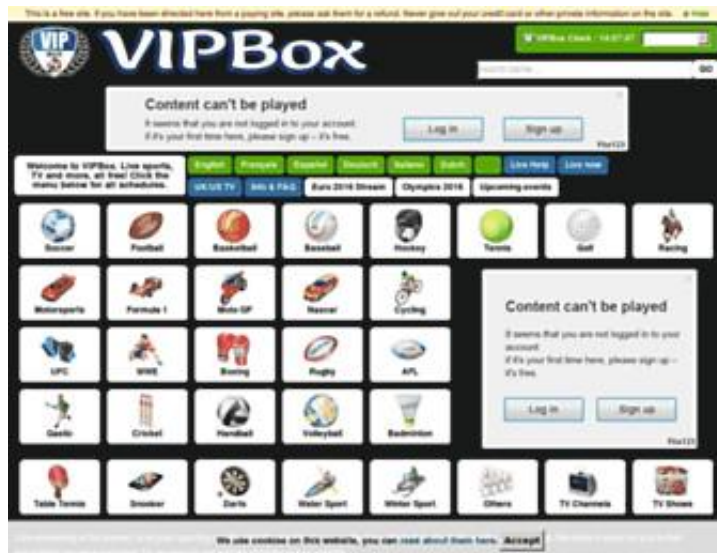 This is a free site. If you have been directed here from a paying site, please ask them for a refund. Never give out your credit card or other private information on the site.
VIP
VIPBox
VIPBox Clock
GO
Content can't be played
It seems that you are not logged in to your account.
If it's your first time here, please sign up – it's free.
Log in
Sign up
Welcome to VIPBox. Live sports,
TV and more, all free! Click the
menu below for all schedules.
English Français Español Deutsch Italiano Dutch Live Help Live now
UK/US TV Info & FAQ Euro 2016 Stream Olympics 2016 Upcoming events
Soccer Football Basketball Baseball Hockey Tennis Golf Racing
Motorsports Formula 1 Moto GP Nascar Cycling
Content can't be played
It seems that you are not logged in to your
account.
If it's your first time here, please sign up –
it's free.
Log in Sign up
UFC WWE Boxing Rugby AFL
Gaelic Cricket Handball Volleyball Badminton
Table Tennis Snooker Darts Water Sport Winter Sport Others TV Channels TV Shows
We use cookies on this website, you can read about them here. Accept